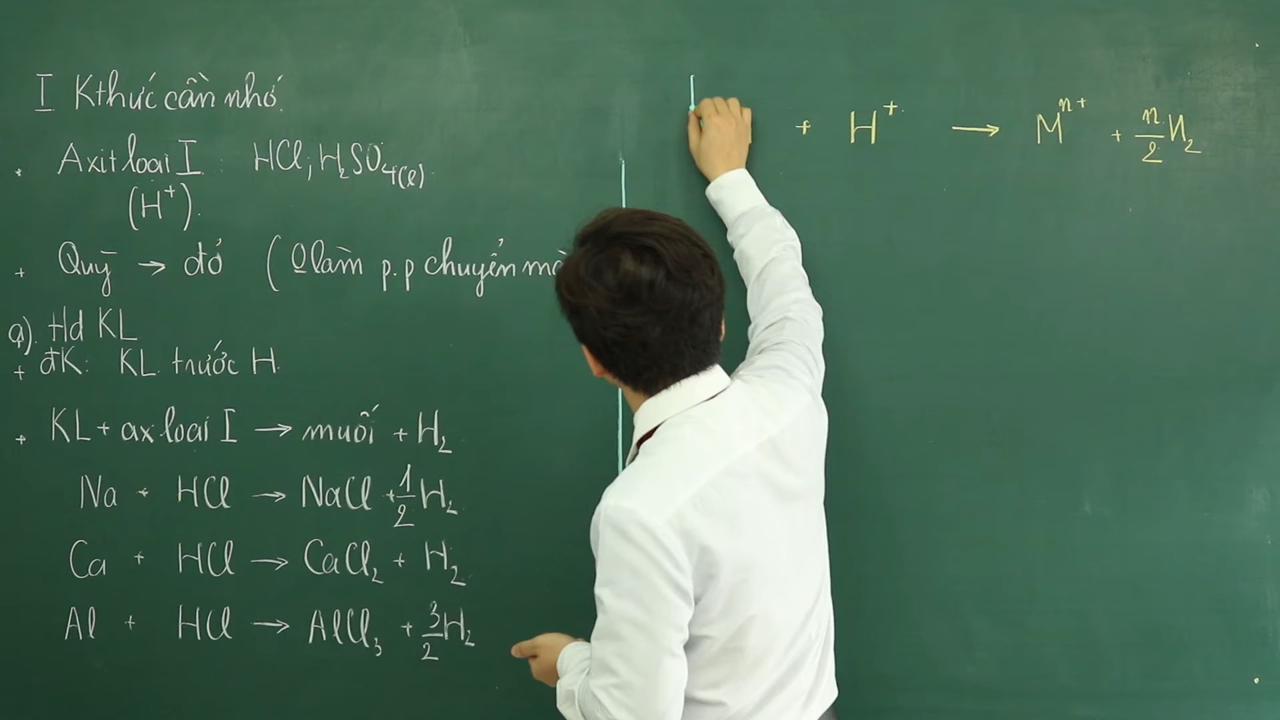 I Kthức cần nhớ.
. Axit loại I: HCl, H₂SO₄₍ₗ₎
(H⁺).
+ Quỳ → đỏ ( 0 làm p.p chuyển
a). t/d KL
+ đK: KL trước H
+ KL + ax loại I → muối + H₂
Na + HCl → NaCl + 1/2 H₂
Ca + HCl → CaCl₂ + H₂
Al + HCl → AlCl₃ + 3/2 H₂
+ H⁺ → Mⁿ⁺ + n/2 H₂